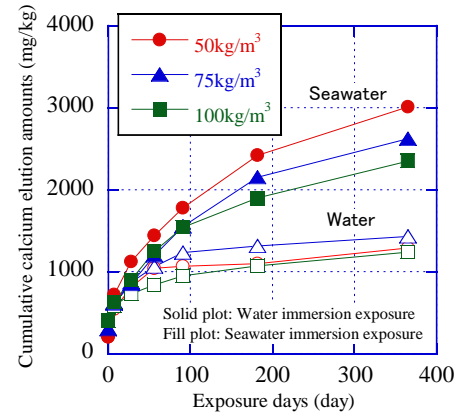 Cumulative calcium elution amounts (mg/kg)
4000
3000
2000
1000
0
50kg/m³
75kg/m³
100kg/m³
Seawater
Water
Solid plot: Water immersion exposure
Fill plot: Seawater immersion exposure
0 100 200 300 400
Exposure days (day)